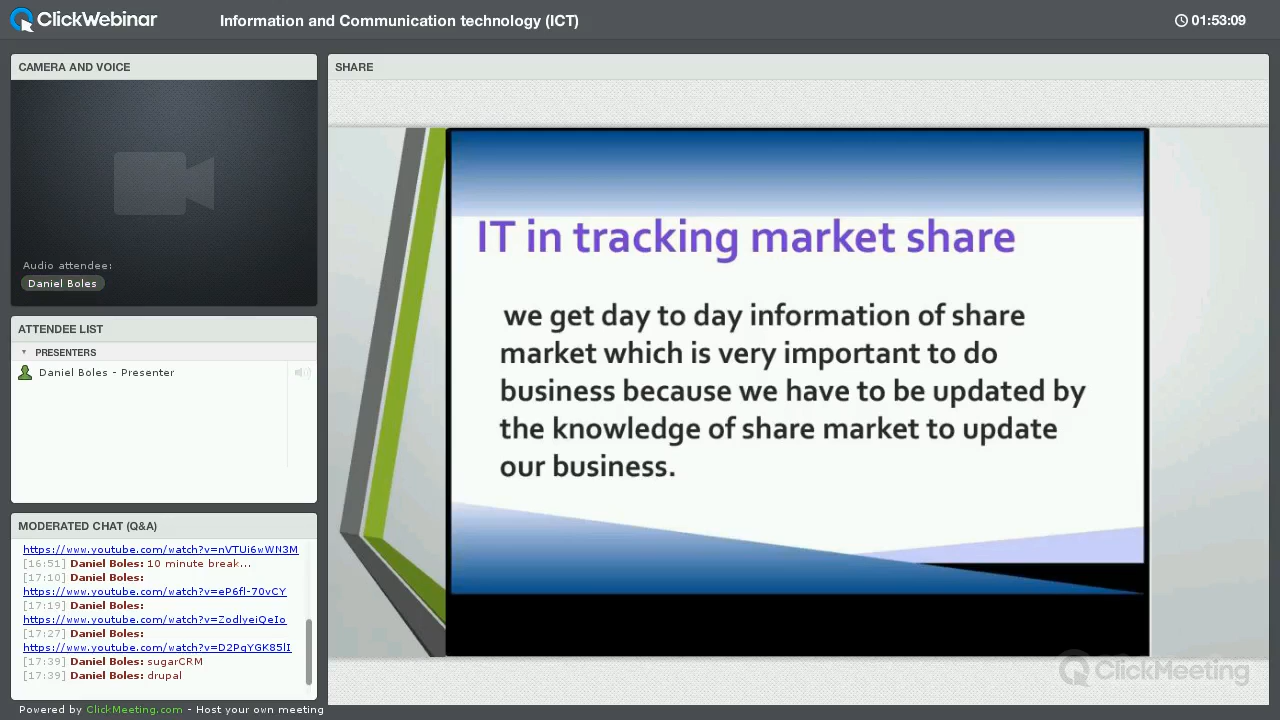 ClickWebinar
Information and Communication technology (ICT)
01:53:09
CAMERA AND VOICE
Audio attendee:
Daniel Boles
ATTENDEE LIST
PRESENTERS
Daniel Boles - Presenter
MODERATED CHAT (Q&A)
https://www.youtube.com/watch?v=nVTUi6wWN3M
[16:51] Daniel Boles: 10 minute break...
[17:10] Daniel Boles:
https://www.youtube.com/watch?v=eP6fl-70vCY
[17:19] Daniel Boles:
https://www.youtube.com/watch?v=ZodlyeiQeIo
[17:27] Daniel Boles:
https://www.youtube.com/watch?v=D2PqYGK85lI
[17:39] Daniel Boles: sugarCRM
[17:39] Daniel Boles: drupal
Powered by ClickMeeting.com - Host your own meeting
SHARE
IT in tracking market share
we get day to day information of share
market which is very important to do
business because we have to be updated by
the knowledge of share market to update
our business.
ClickMeeting